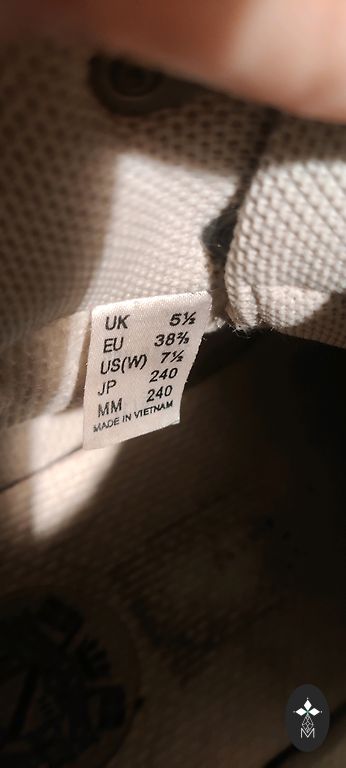 UK 5½
EU 38⅔
US(W) 7½
JP 240
MM 240
MADE IN VIETNAM
M